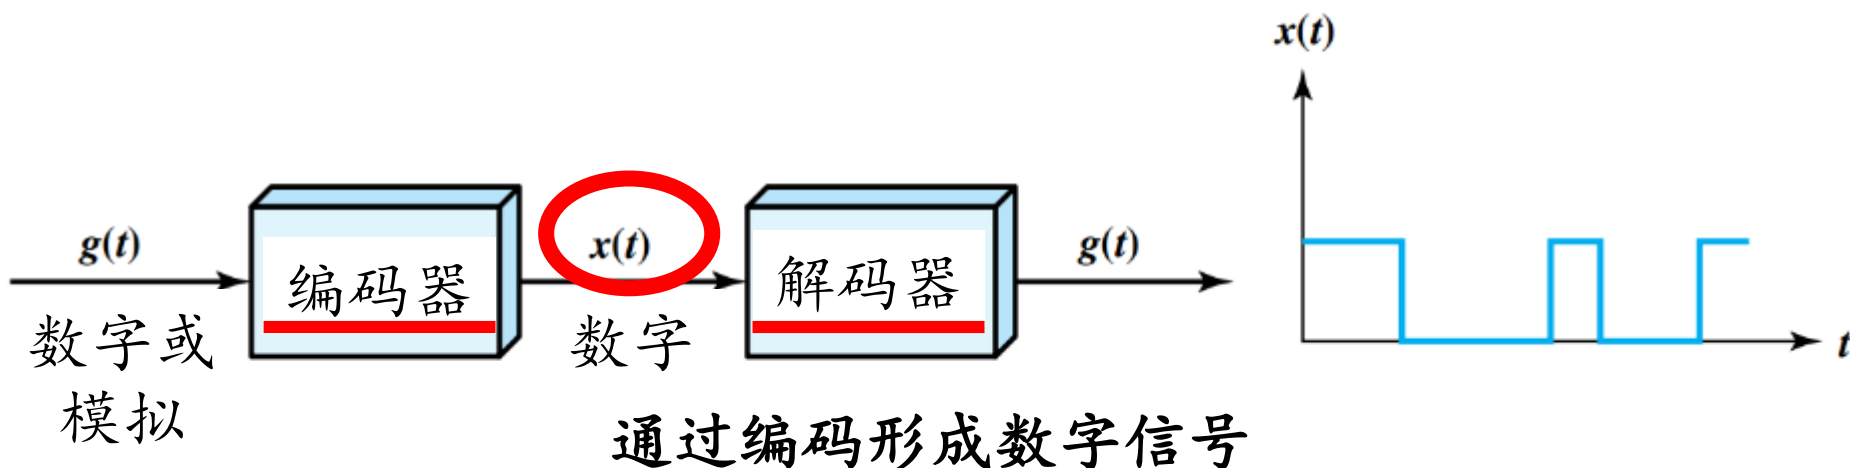 x(t)
g(t)
编码器
x(t)
解码器
g(t)
数字或
模拟
数字
t
通过编码形成数字信号